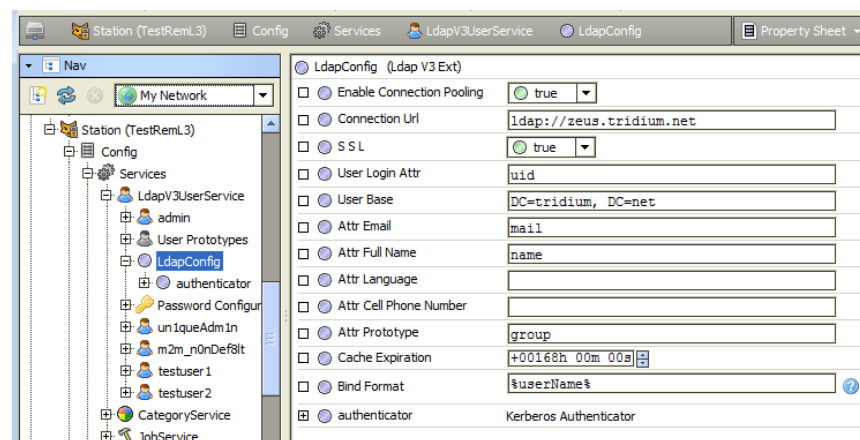 Station (TestRemL3) Config Services LdapV3UserService LdapConfig Property Sheet
Nav
My Network
Station (TestRemL3)
Config
Services
LdapV3UserService
admin
User Prototypes
LdapConfig
authenticator
Password Configur
un1queAdm1n
m2m_n0nDef8lt
testuser1
testuser2
CategoryService
JobService
LdapConfig (Ldap V3 Ext)
Enable Connection Pooling true
Connection Url ldap://zeus.tridium.net
S S L true
User Login Attr uid
User Base DC=tridium, DC=net
Attr Email mail
Attr Full Name name
Attr Language
Attr Cell Phone Number
Attr Prototype group
Cache Expiration +00168h 00m 00s
Bind Format %userName%
authenticator Kerberos Authenticator